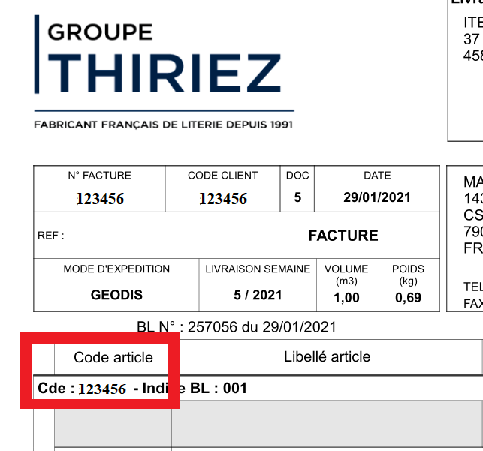 GROUPE
THIRIEZ
FABRICANT FRANÇAIS DE LITERIE DEPUIS 1991
ITE
37
458
N° FACTURE
CODE CLIENT
DOC
DATE
123456
123456
5
29/01/2021
REF :
FACTURE
MODE D'EXPEDITION
LIVRAISON SEMAINE
VOLUME
(m3)
POIDS
(kg)
GEODIS
5 / 2021
1,00
0,69
MA
143
CS
790
FR
TEL
FAX
BL N° : 257056 du 29/01/2021
Code article
Libellé article
Cde : 123456 - Indice BL : 001